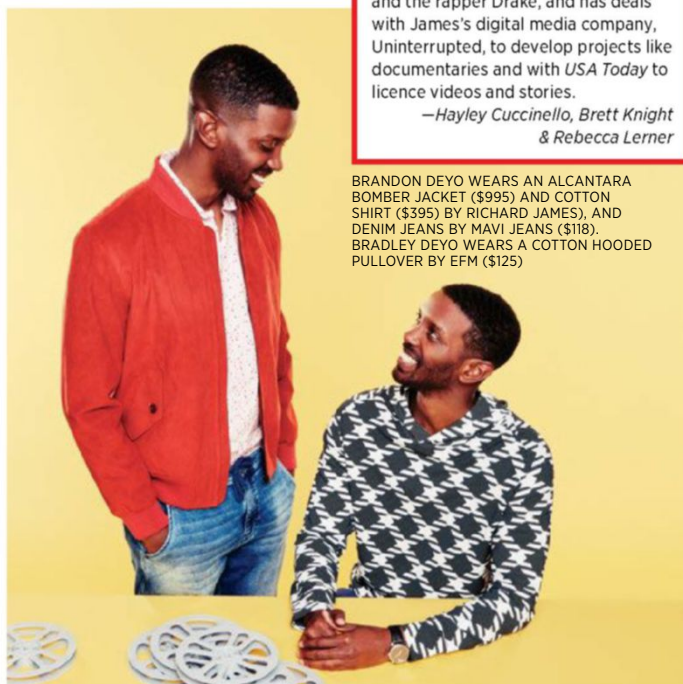 and the rapper Drake, and has deals
with James's digital media company,
Uninterrupted, to develop projects like
documentaries and with USA Today to
licence videos and stories.
—Hayley Cuccinello, Brett Knight
& Rebecca Lerner
BRANDON DEYO WEARS AN ALCANTARA
BOMBER JACKET ($995) AND COTTON
SHIRT ($395) BY RICHARD JAMES), AND
DENIM JEANS BY MAVI JEANS ($118).
BRADLEY DEYO WEARS A COTTON HOODED
PULLOVER BY EFM ($125)